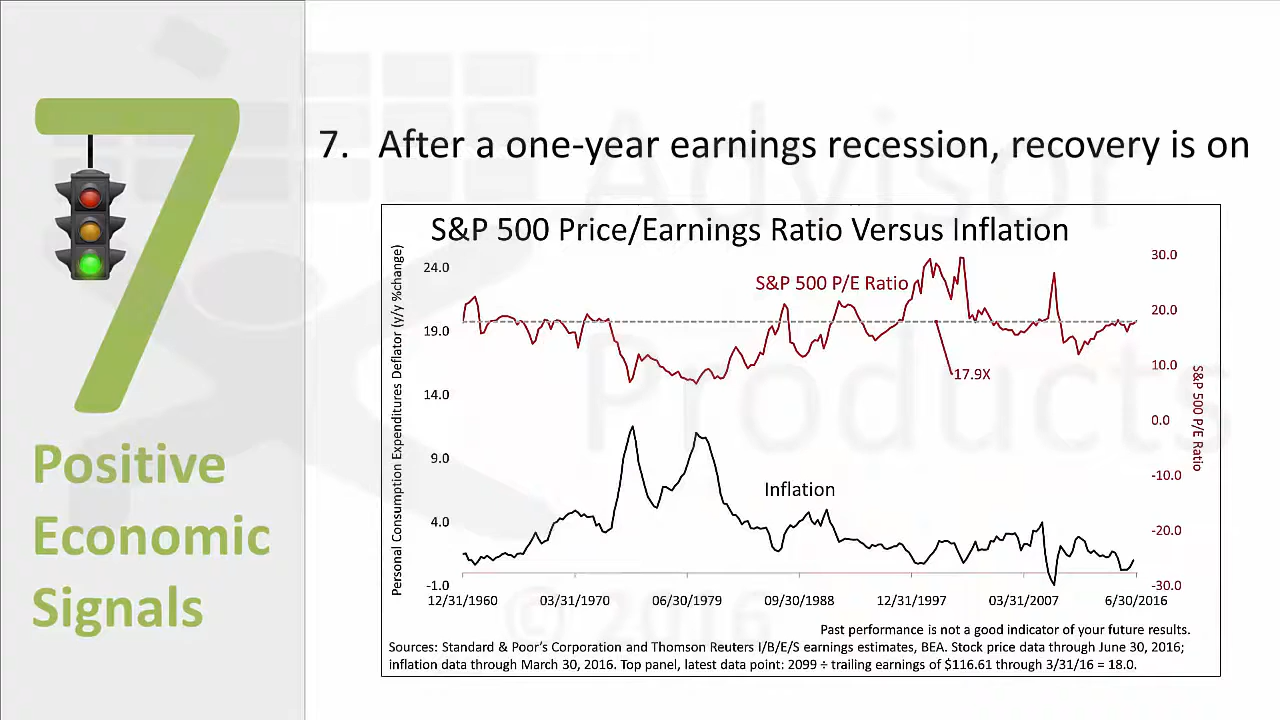 7
Positive
Economic
Signals
7. After a one-year earnings recession, recovery is on
S&P 500 Price/Earnings Ratio Versus Inflation
Personal Consumption Expenditures Deflator (y/y %change)
24.0
19.0
14.0
9.0
4.0
-1.0
S&P 500 P/E Ratio
17.9X
Inflation
30.0
20.0
10.0
0.0
-10.0
-20.0
-30.0
S&P 500 P/E Ratio
12/31/1960 03/31/1970 06/30/1979 09/30/1988 12/31/1997 03/31/2007 6/30/2016
Past performance is not a good indicator of your future results.
Sources: Standard & Poor's Corporation and Thomson Reuters I/B/E/S earnings estimates, BEA. Stock price data through June 30, 2016;
inflation data through March 30, 2016. Top panel, latest data point: 2099 ÷ trailing earnings of $116.61 through 3/31/16 = 18.0.
Advisor
Products
© 2016